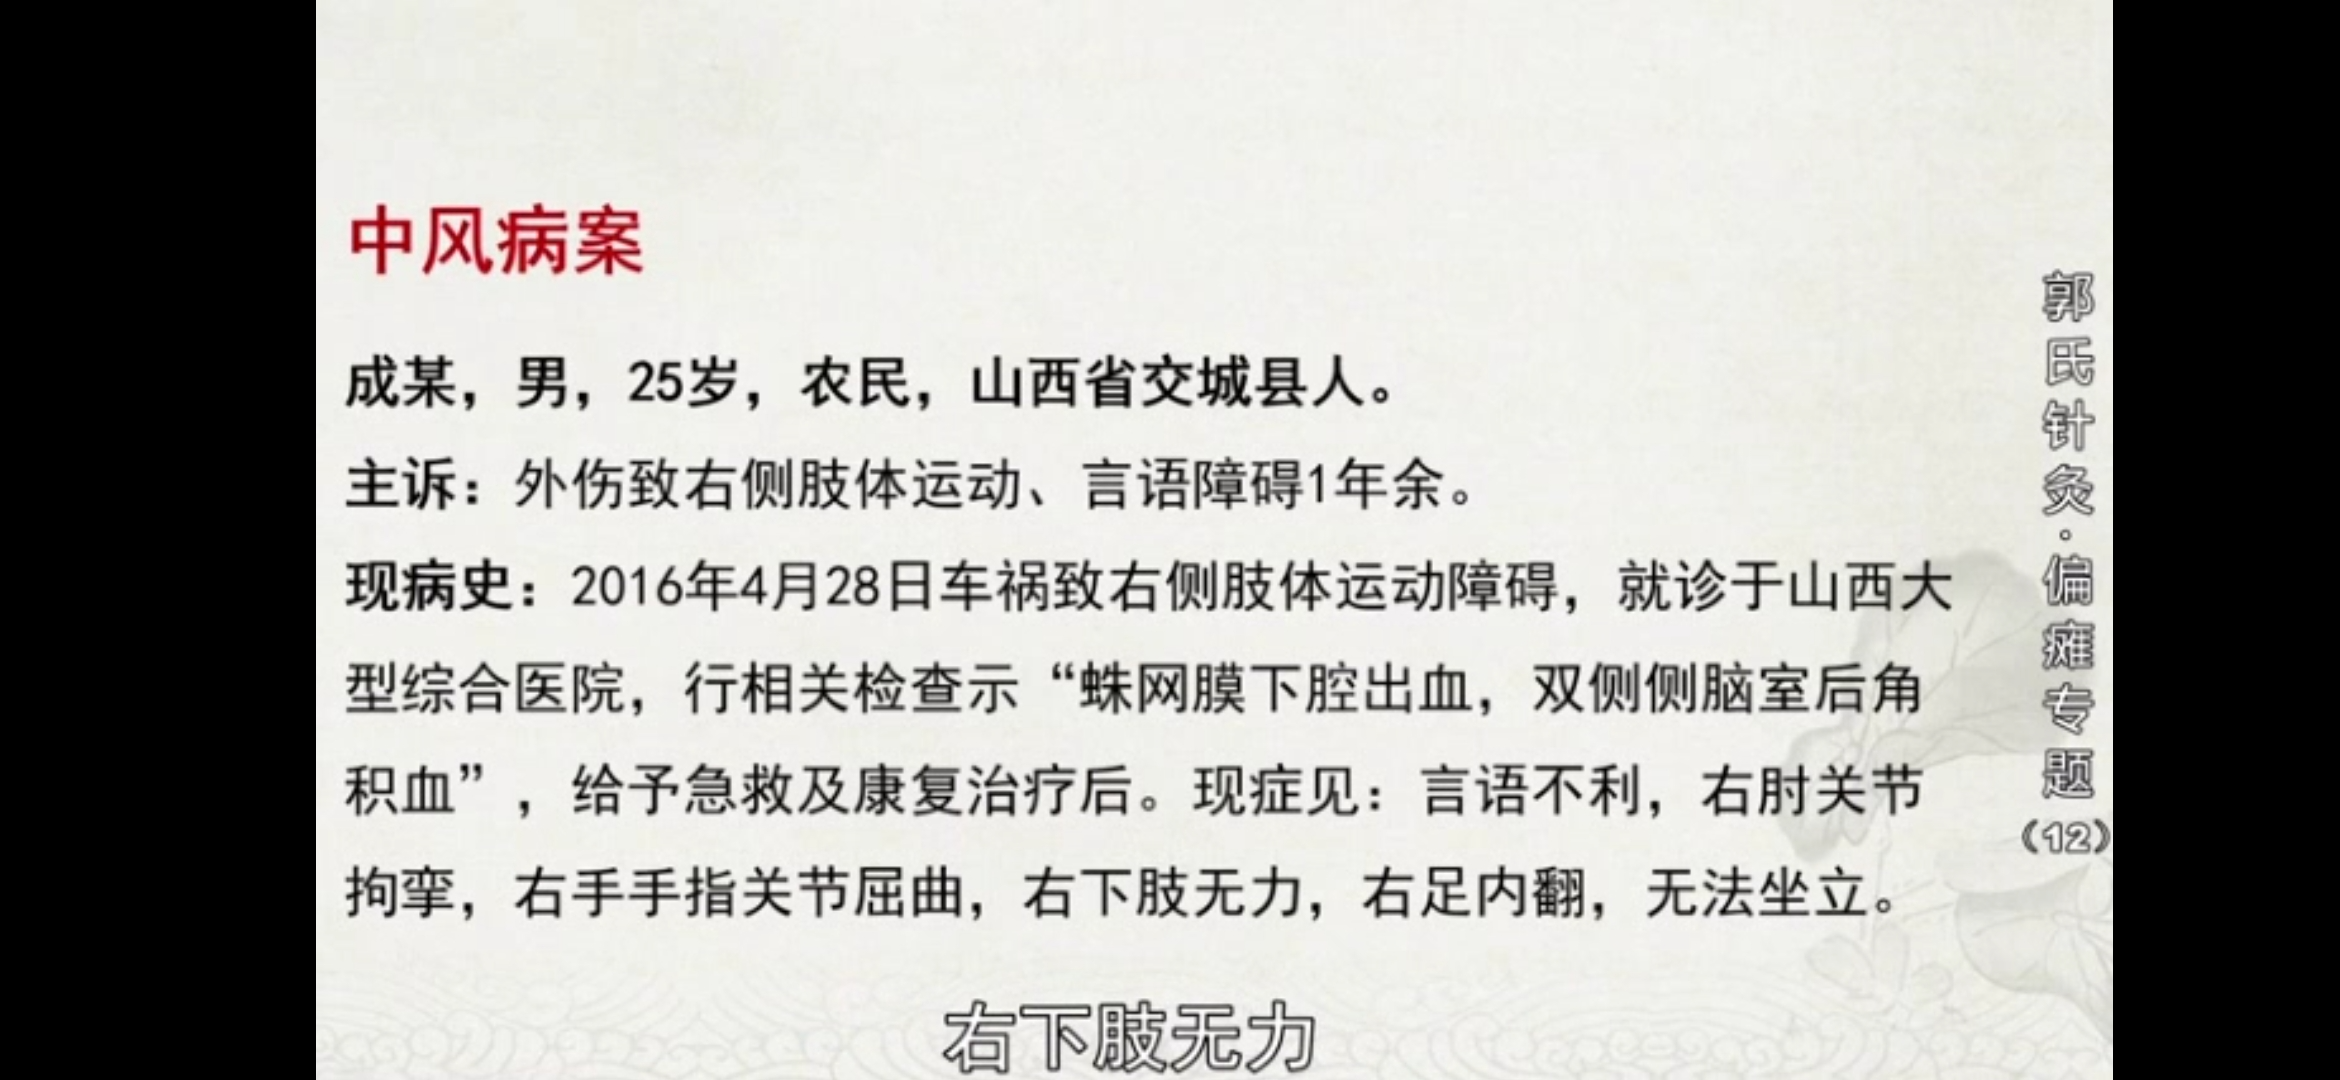 中风病案
成某，男，25岁，农民，山西省交城县人。
主诉：外伤致右侧肢体运动、言语障碍1年余。
现病史：2016年4月28日车祸致右侧肢体运动障碍，就诊于山西大
型综合医院，行相关检查示“蛛网膜下腔出血，双侧侧脑室后角
积血”，给予急救及康复治疗后。现症见：言语不利，右肘关节
拘挛，右手手指关节屈曲，右下肢无力，右足内翻，无法坐立。
右下肢无力
郭氏针灸·偏瘫专题（12）